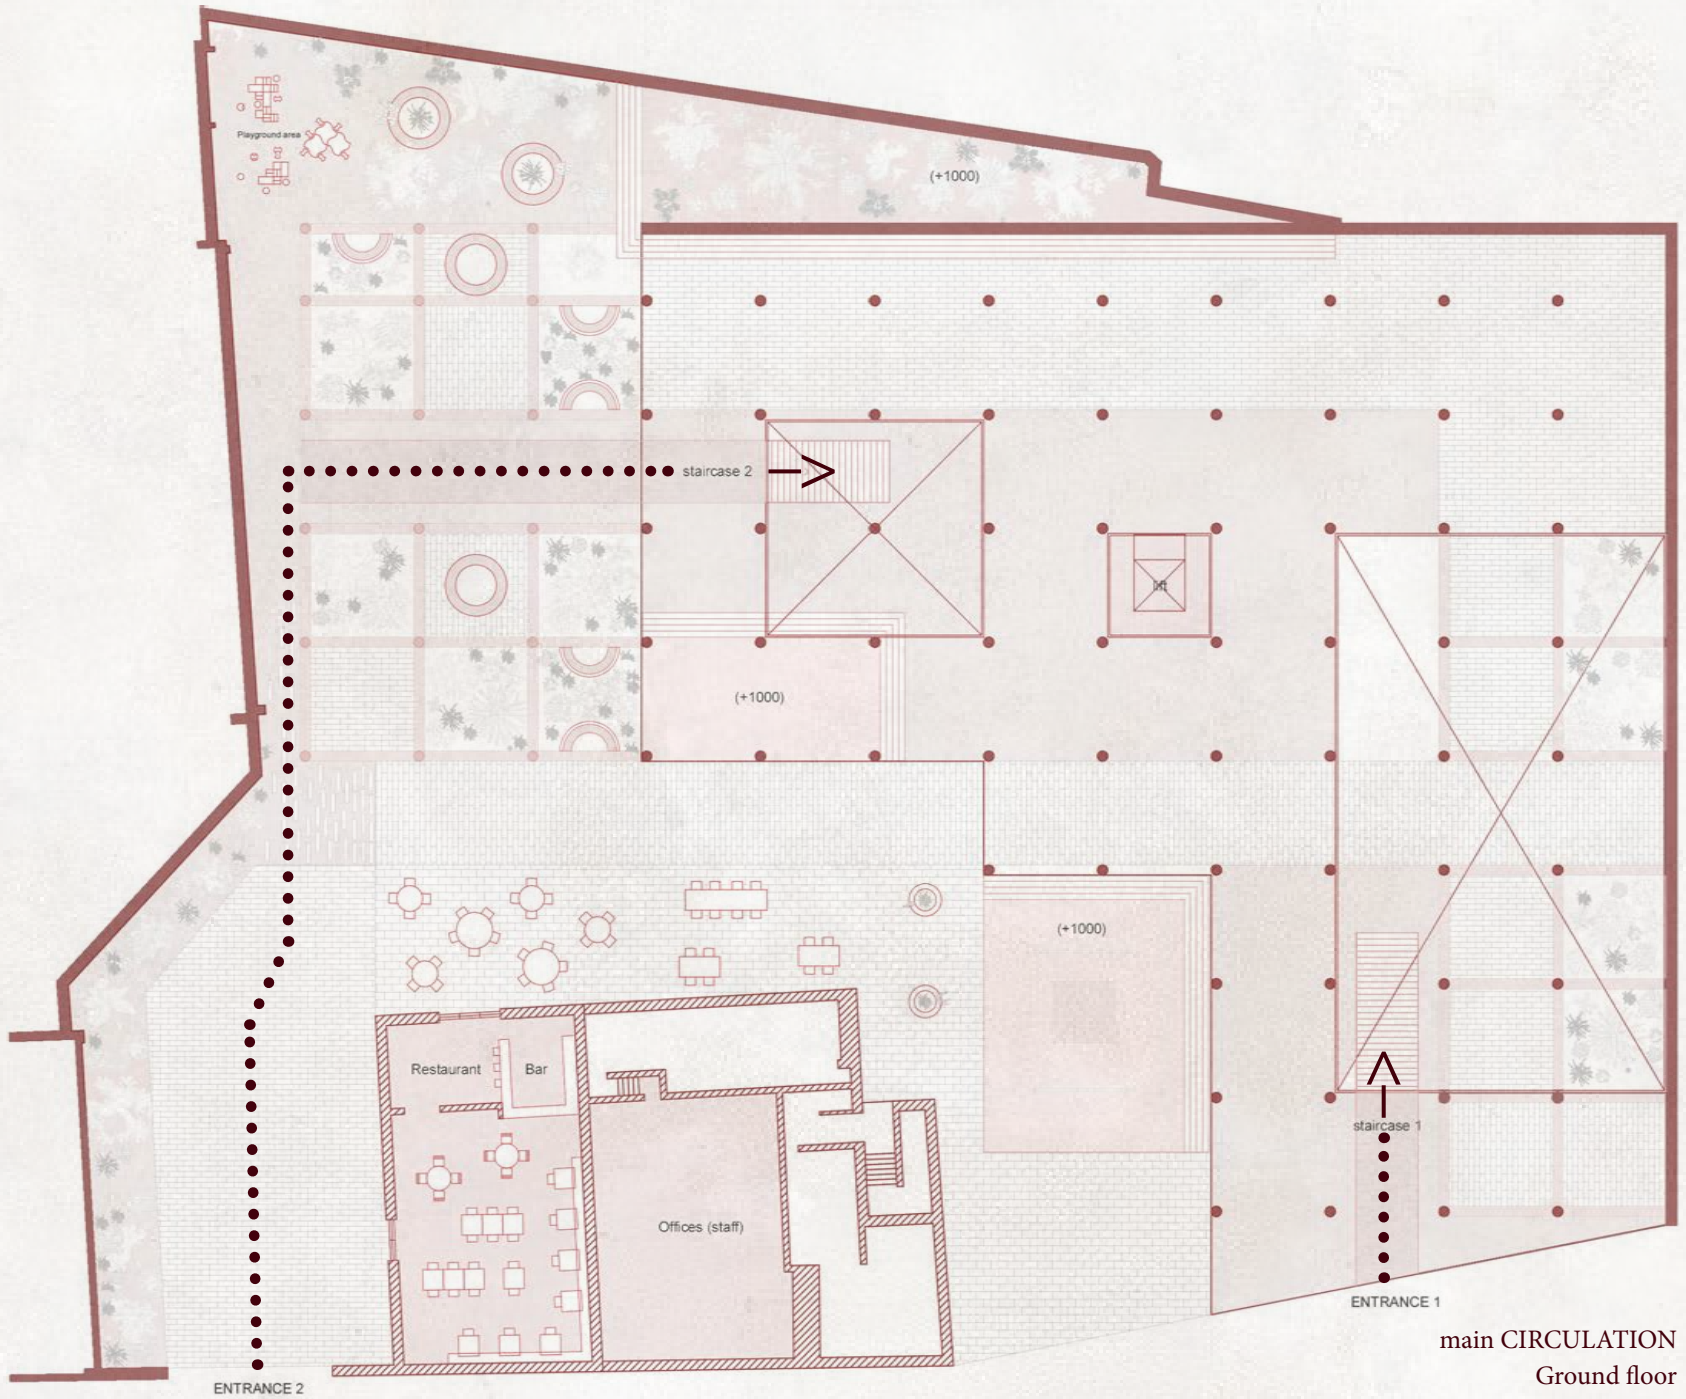 Playground area
(+1000)
staircase 2
lift
(+1000)
(+1000)
Restaurant
Bar
staircase 1
Offices (staff)
ENTRANCE 1
main CIRCULATION
Ground floor
ENTRANCE 2